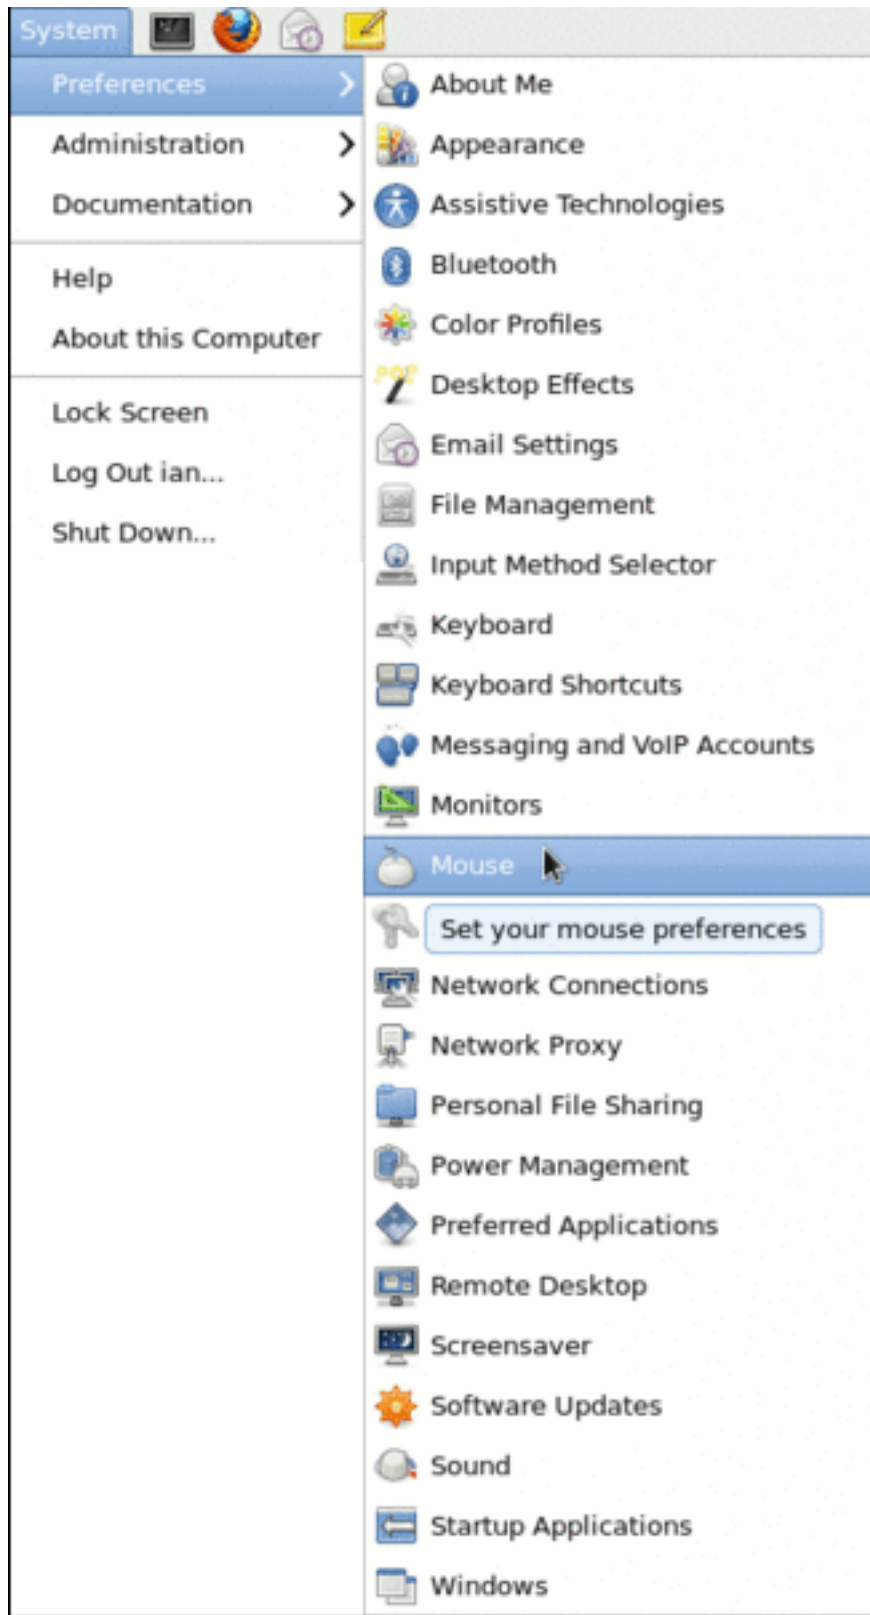 System
Preferences
Administration
Documentation
Help
About this Computer
Lock Screen
Log Out ian...
Shut Down...
About Me
Appearance
Assistive Technologies
Bluetooth
Color Profiles
Desktop Effects
Email Settings
File Management
Input Method Selector
Keyboard
Keyboard Shortcuts
Messaging and VoIP Accounts
Monitors
Mouse
Set your mouse preferences
Network Connections
Network Proxy
Personal File Sharing
Power Management
Preferred Applications
Remote Desktop
Screensaver
Software Updates
Sound
Startup Applications
Windows